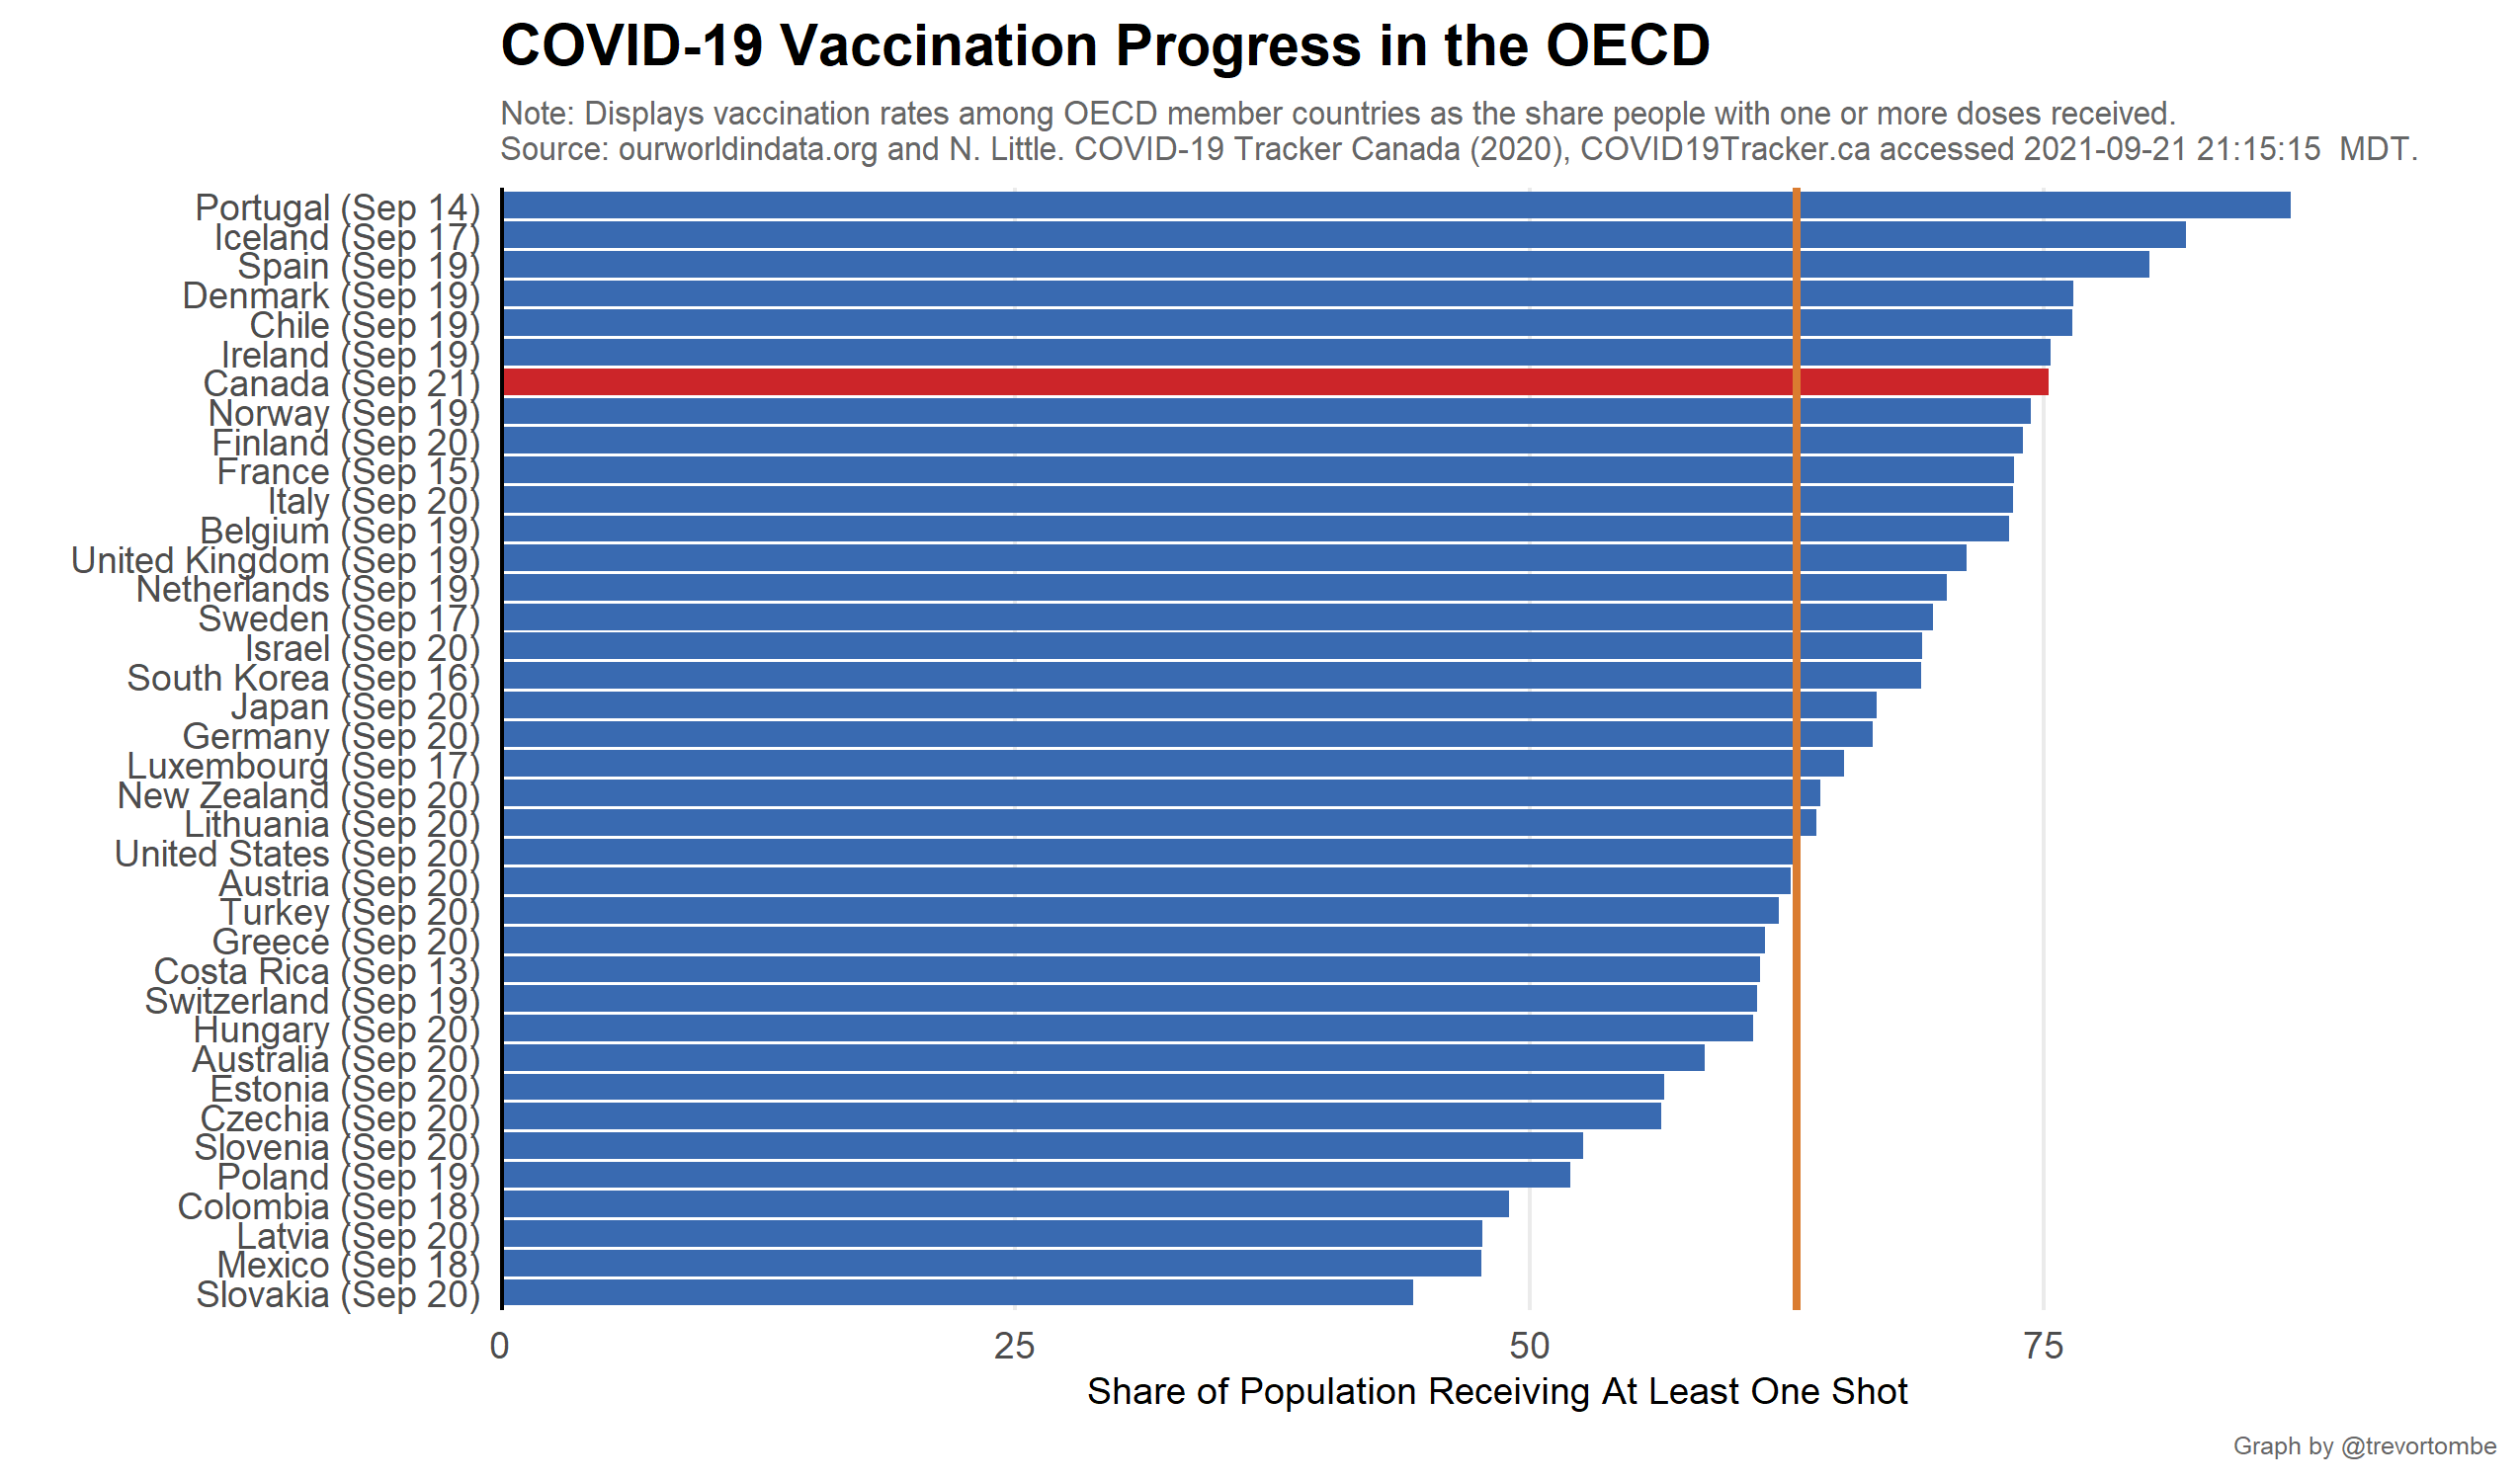 COVID-19 Vaccination Progress in the OECD
Note: Displays vaccination rates among OECD member countries as the share people with one or more doses received.
Source: ourworldindata.org and N. Little. COVID-19 Tracker Canada (2020), COVID19Tracker.ca accessed 2021-09-21 21:15:15  MDT.
Portugal (Sep 14)
Iceland (Sep 17)
Spain (Sep 19)
Denmark (Sep 19)
Chile (Sep 19)
Ireland (Sep 19)
Canada (Sep 21)
Norway (Sep 19)
Finland (Sep 20)
France (Sep 15)
Italy (Sep 20)
Belgium (Sep 19)
United Kingdom (Sep 19)
Netherlands (Sep 19)
Sweden (Sep 17)
Israel (Sep 20)
South Korea (Sep 16)
Japan (Sep 20)
Germany (Sep 20)
Luxembourg (Sep 17)
New Zealand (Sep 20)
Lithuania (Sep 20)
United States (Sep 20)
Austria (Sep 20)
Turkey (Sep 20)
Greece (Sep 20)
Costa Rica (Sep 13)
Switzerland (Sep 19)
Hungary (Sep 20)
Australia (Sep 20)
Estonia (Sep 20)
Czechia (Sep 20)
Slovenia (Sep 20)
Poland (Sep 19)
Colombia (Sep 18)
Latvia (Sep 20)
Mexico (Sep 18)
Slovakia (Sep 20)
0 25 50 75
Share of Population Receiving At Least One Shot
Graph by @trevortombe